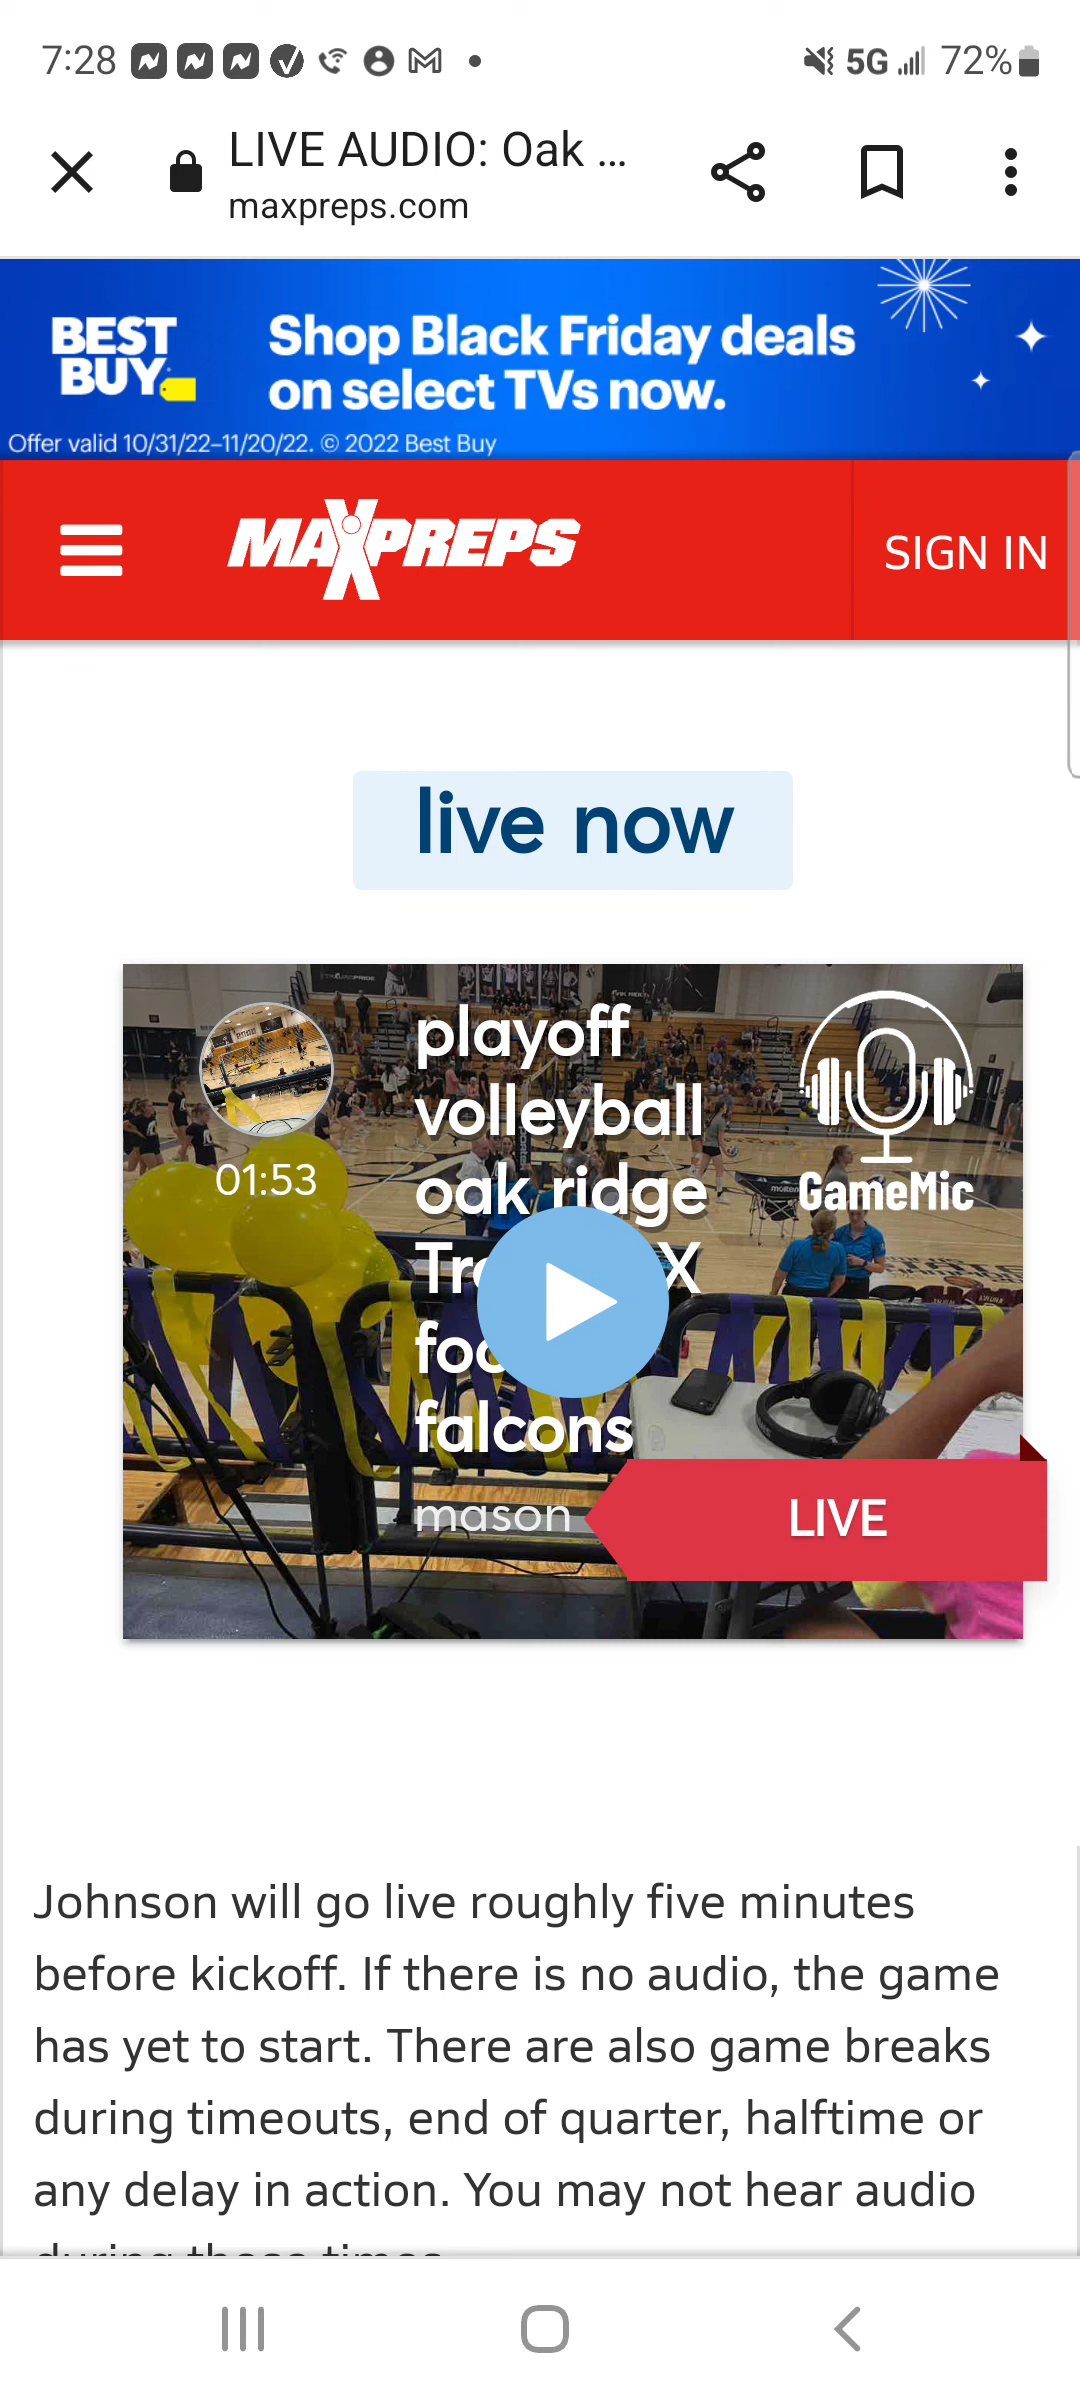 7:28
5G 72%
LIVE AUDIO: Oak ...
maxpreps.com
BEST
BUY
Shop Black Friday deals
on select TVs now.
Offer valid 10/31/22–11/20/22. © 2022 Best Buy
MAXPREPS
SIGN IN
live now
playoff
volleyball
oak ridge
X
falcons
mason
01:53
molten
GameMic
LIVE
Johnson will go live roughly five minutes
before kickoff. If there is no audio, the game
has yet to start. There are also game breaks
during timeouts, end of quarter, halftime or
any delay in action. You may not hear audio
during these times.